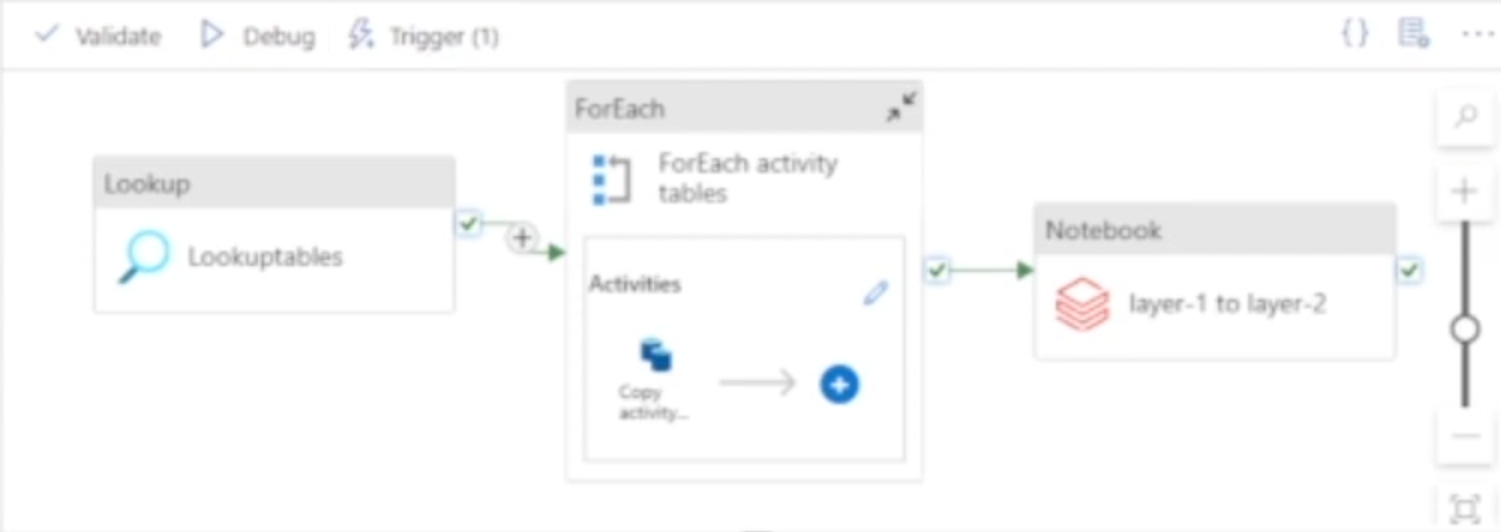 Validate
Debug
Trigger (1)
{}
...
Lookup
Lookuptables
ForEach
ForEach activity
tables
Activities
Copy
activity...
Notebook
layer-1 to layer-2